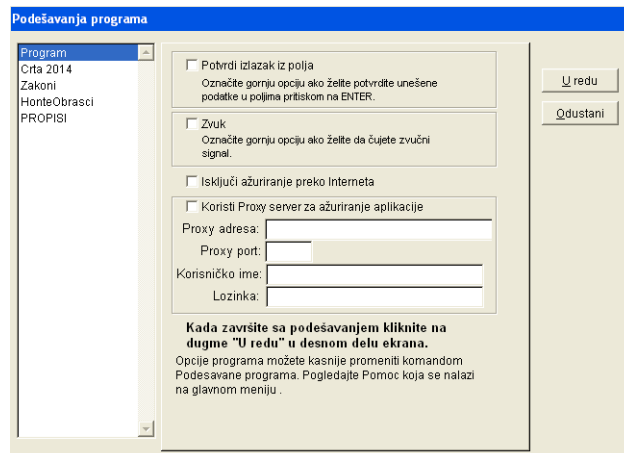 Podešavanja programa
Program
Crta 2014
Zakoni
HonteObrasci
PROPISI
Potvrdi izlazak iz polja
Označite gornju opciju ako želite potvrdite unešene
podatke u poljima pritiskom na ENTER.
Zvuk
Označite gornju opciju ako želite da čujete zvučni
signal.
Isključi ažuriranje preko Interneta
Koristi Proxy server za ažuriranje aplikacije
Proxy adresa:
Proxy port:
Korisničko ime:
Lozinka:
Kada završite sa podešavanjem kliknite na
dugme "U redu" u desnom delu ekrana.
Opcije programa možete kasnije promeniti komandom
Podesavane programa. Pogledajte Pomoc koja se nalazi
na glavnom meniju .
U redu
Odustani